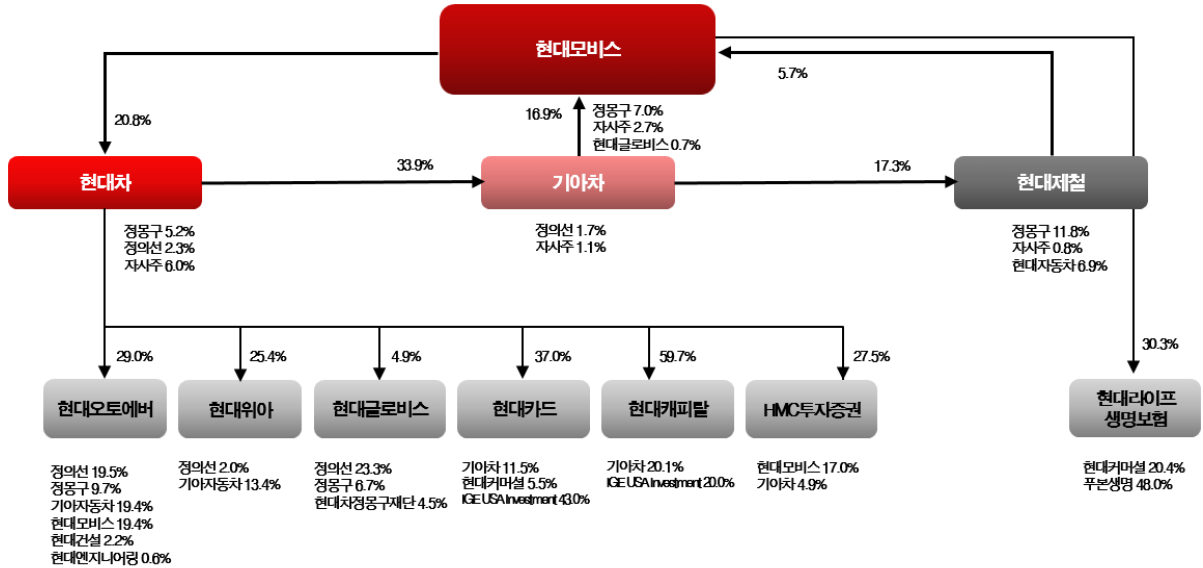 현대모비스
5.7%
20.8%
16.9%
정몽구 7.0%
자사주 2.7%
현대글로비스 0.7%
현대차
33.9%
기아차
17.3%
현대제철
정몽구 5.2%
정의선 2.3%
자사주 6.0%
정의선 1.7%
자사주 1.1%
정몽구 11.8%
자사주 0.8%
현대자동차 6.9%
29.0%
25.4%
4.9%
37.0%
59.7%
27.5%
30.3%
현대오토에버
현대위아
현대글로비스
현대카드
현대캐피탈
HMC투자증권
현대라이프
생명보험
정의선 19.5%
정몽구 9.7%
기아자동차 19.4%
현대모비스 19.4%
현대건설 2.2%
현대엔지니어링 0.6%
정의선 2.0%
기아자동차 13.4%
정의선 23.3%
정몽구 6.7%
현대차정몽구재단 4.5%
기아차 11.5%
현대커머셜 5.5%
IGE USA Investment 43.0%
기아차 20.1%
IGE USA Investment 20.0%
현대모비스 17.0%
기아차 4.9%
현대커머셜 20.4%
푸본생명 48.0%